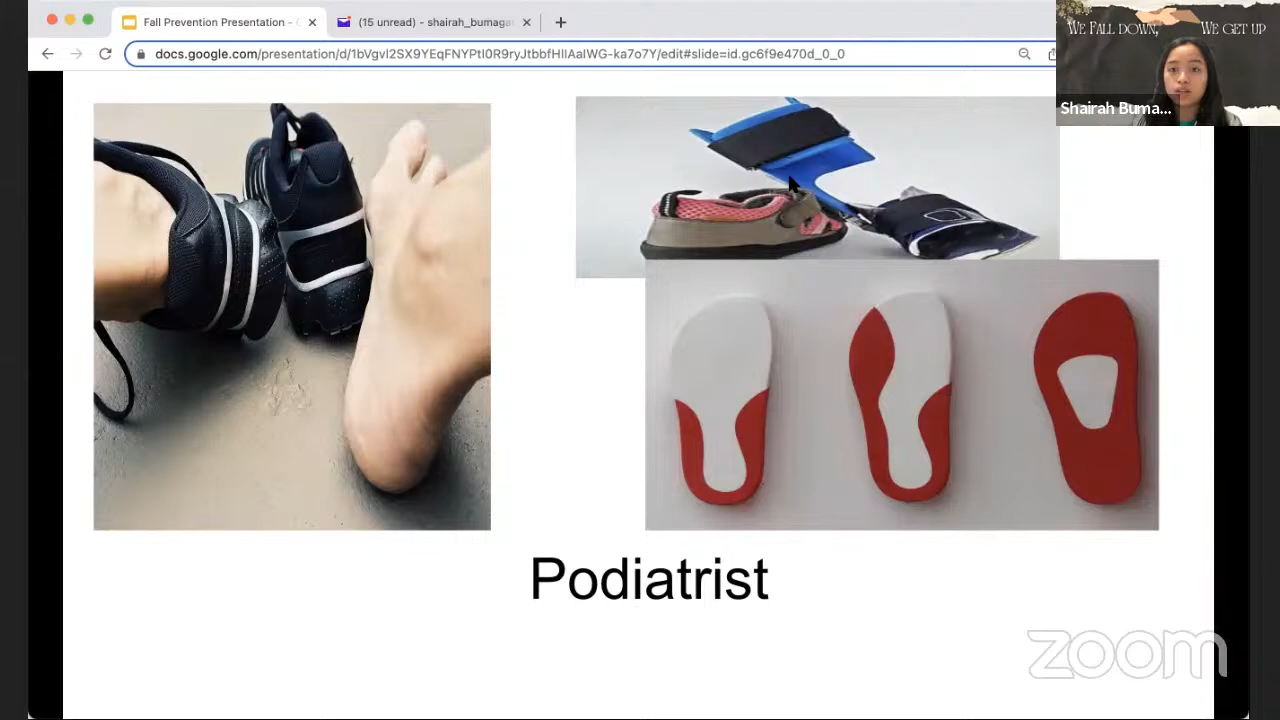 Fall Prevention Presentation - G
(15 unread) - shairah_bumaga
docs.google.com/presentation/d/1bVgvl2SX9YEqFNYPtI0R9ryJtbbfHIIAaIWG-ka7o7Y/edit#slide=id.gc6f9e470d_0_0
We Fall down, We get up
Shairah Buma...
Podiatrist
zoom